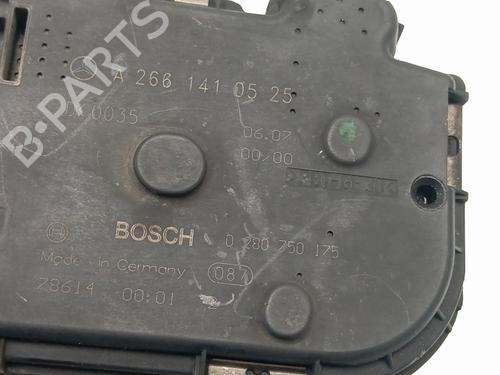 B-PARTS
A 266 141 05 25
0035
06.07
00/00
BOSCH 0 280 750 175
Made in Germany 087
78614 00:01